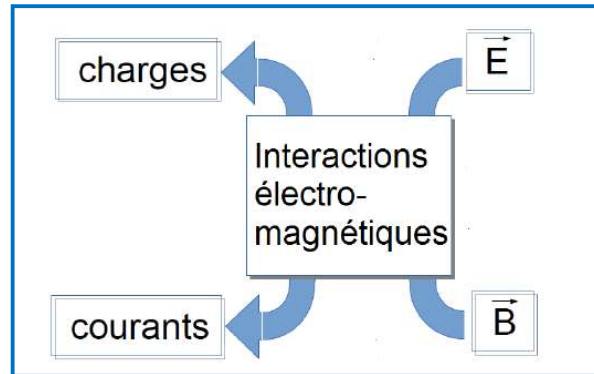 charges
E
Interactions
électro-
magnétiques
courants
B